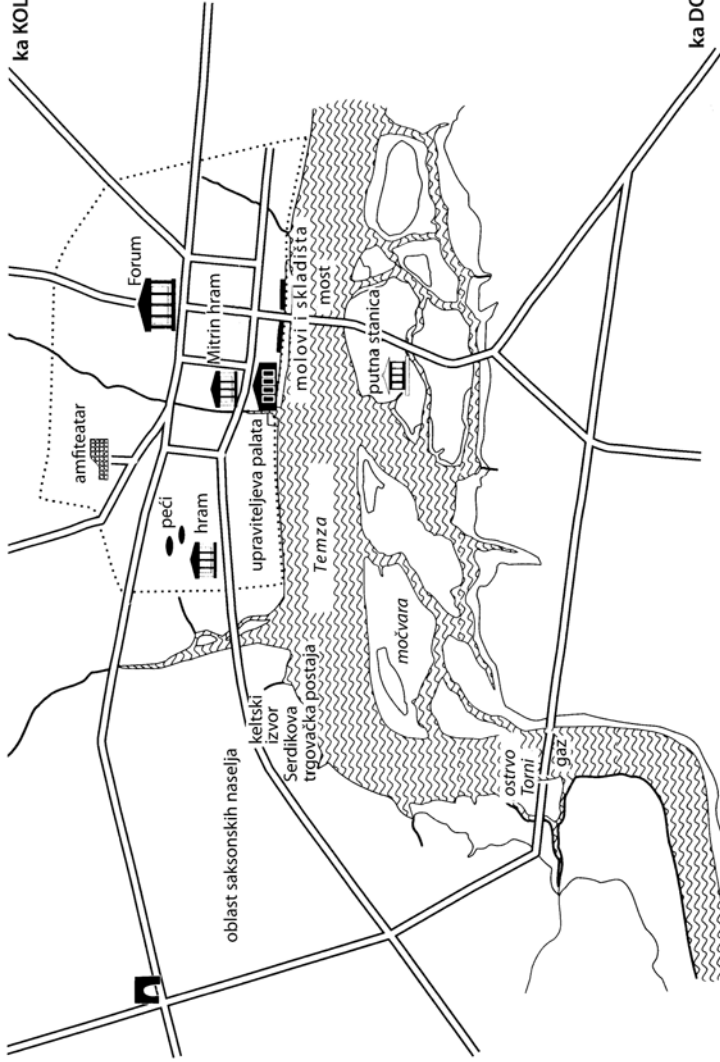 ka KOL
Forum
amfiteatar
Mitrin hram
peći
hram
upraviteljeva palata
molovi i skladišta
most
putna stanica
Temza
močvara
keltski
izvor
Serdikova
trgovačka postaja
oblast saksonskih naselja
ostrvo
Torni
gaz
ka DO